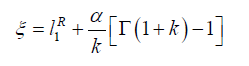 ξ = l₁ᴿ + α/k [Γ(1+k)−1]